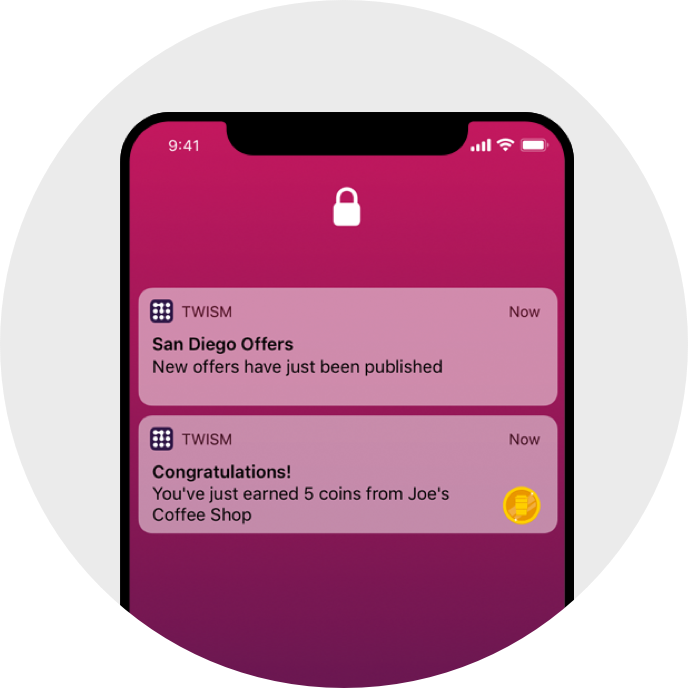 9:41
TWISM Now
San Diego Offers
New offers have just been published
TWISM Now
Congratulations!
You've just earned 5 coins from Joe's
Coffee Shop